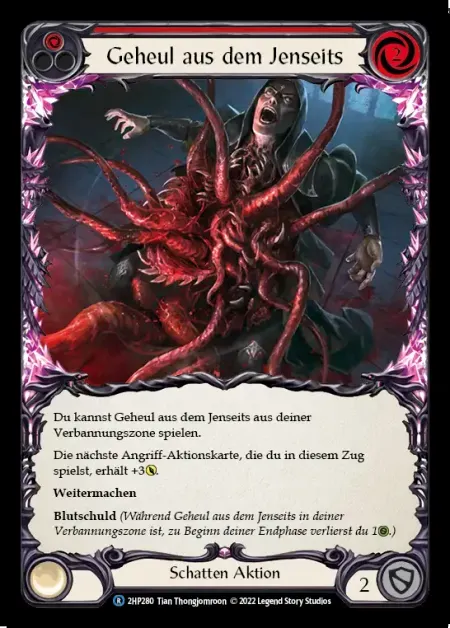 Geheul aus dem Jenseits
2
Du kannst Geheul aus dem Jenseits aus deiner
Verbannungszone spielen.
Die nächste Angriff-Aktionskarte, die du in diesem Zug
spielst, erhält +3.
Weitermachen
Blutschuld (Während Geheul aus dem Jenseits in deiner
Verbannungszone ist, zu Beginn deiner Endphase verlierst du 1.)
Schatten Aktion
2
R 2HP280 Tian Thongjomroon © 2022 Legend Story Studios